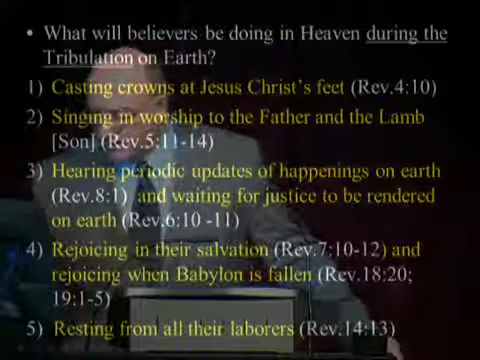 • What will believers be doing in Heaven during the
Tribulation on Earth?
1) Casting crowns at Jesus Christ's feet (Rev.4:10)
2) Singing in worship to the Father and the Lamb
[Son] (Rev.5:11-14)
3) Hearing periodic updates of happenings on earth
(Rev.8:1) and waiting for justice to be rendered
on earth (Rev.6:10 -11)
4) Rejoicing in their salvation (Rev.7:10-12) and
rejoicing when Babylon is fallen (Rev.18:20;
19:1-5)
5) Resting from all their laborers (Rev.14:13)